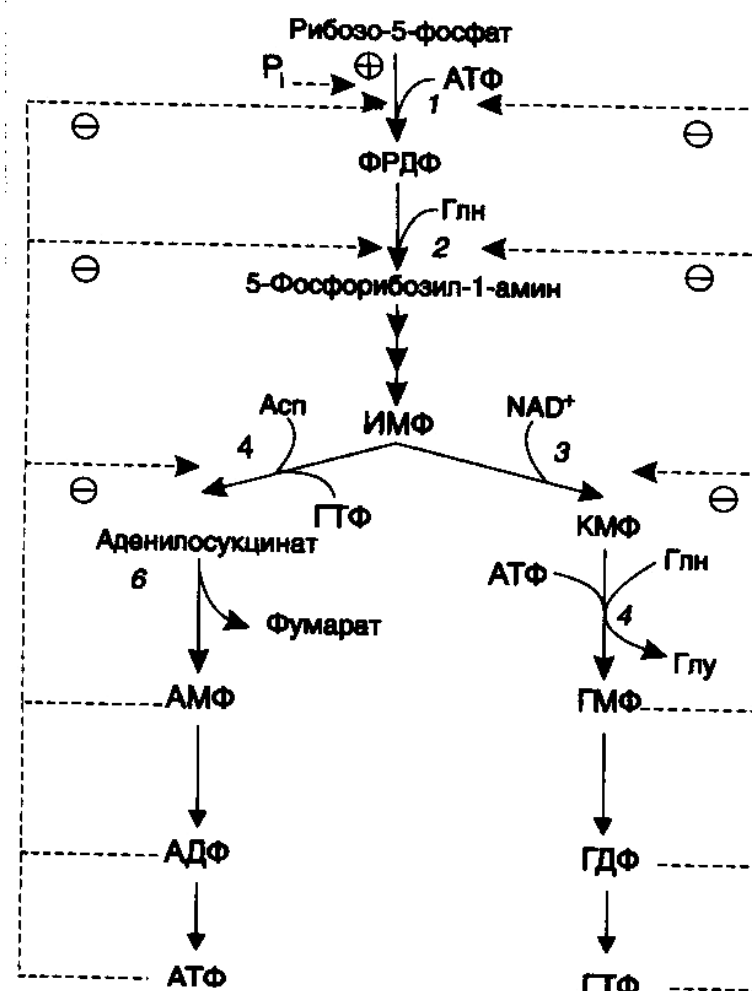 Рибозо-5-фосфат
Pi ⊕ АТФ
1
⊖ ⊖
ФРДФ
Глн
2
⊖ ⊖
5-Фосфорибозил-1-амин
Асп ИМФ NAD+
4 3
⊖ ⊖
ГТФ КМФ
Аденилосукцинат
6 АТФ Глн
Фумарат 4
Глу
АМФ ГМФ
АДФ ГДФ
АТФ ГТФ